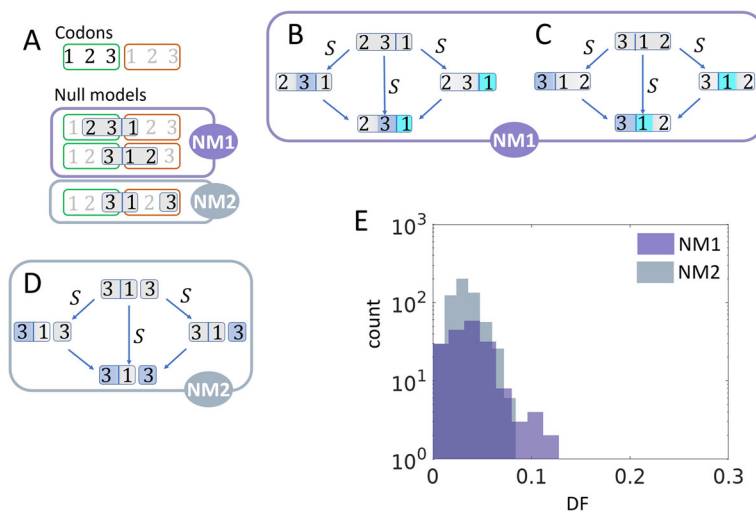 A
Codons
1 2 3 1 2 3
Null models
1 2 3 1 2 3
NM1
1 2 3 1 2 3
1 2 3 1 2 3
NM2
B
2 3 1
S S
2 3 1 S 2 3 1
2 3 1
C
3 1 2
S S
3 1 2 S 3 1 2
3 1 2
NM1
D
3 1 3
S S
3 1 3 S 3 1 3
3 1 3
NM2
E
NM1
NM2
count
10³
10²
10¹
10⁰
0 0.1 0.2 0.3
DF